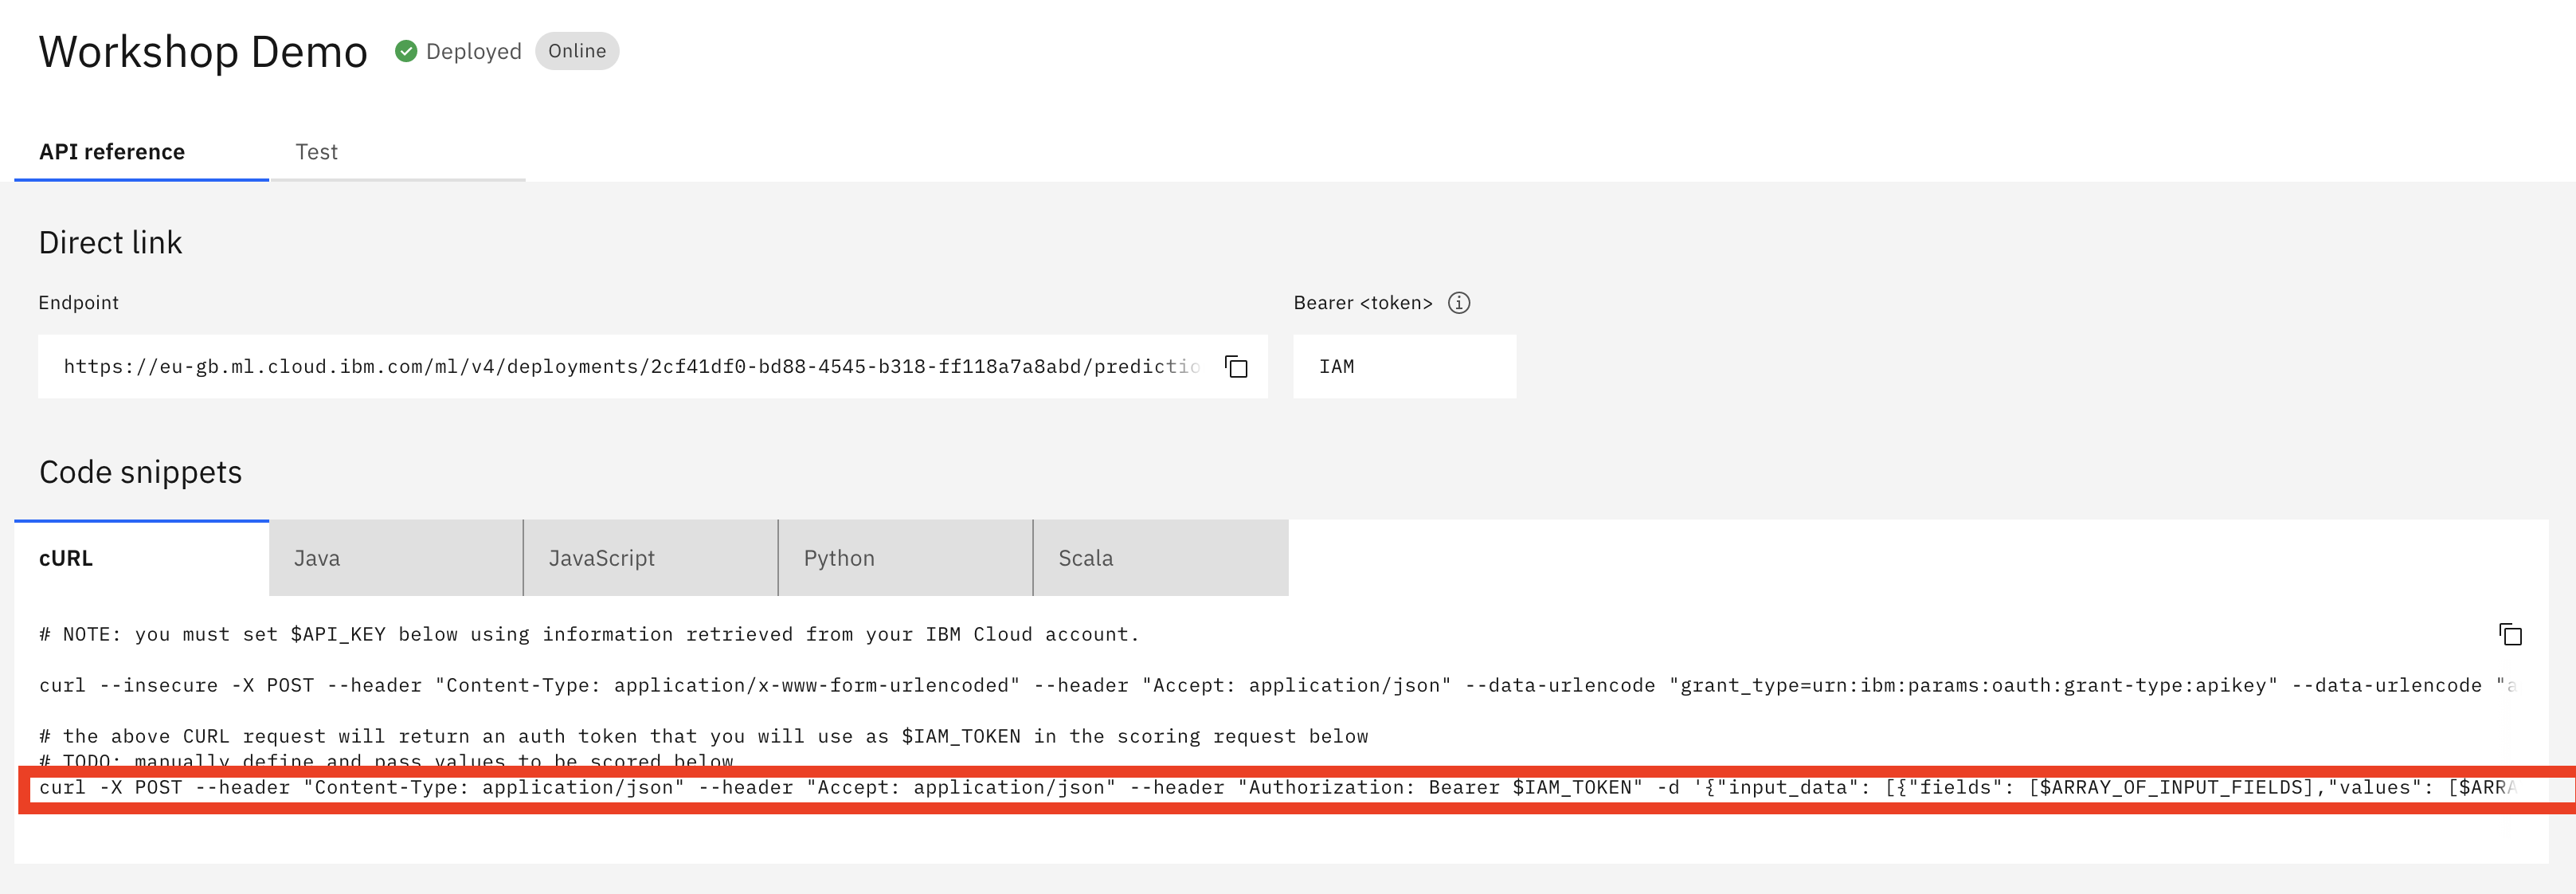 Workshop Demo Deployed Online
API reference Test
Direct link
Endpoint Bearer <token>
https://eu-gb.ml.cloud.ibm.com/ml/v4/deployments/2cf41df0-bd88-4545-b318-ff118a7a8abd/predictio IAM
Code snippets
cURL Java JavaScript Python Scala
# NOTE: you must set $API_KEY below using information retrieved from your IBM Cloud account.
curl --insecure -X POST --header "Content-Type: application/x-www-form-urlencoded" --header "Accept: application/json" --data-urlencode "grant_type=urn:ibm:params:oauth:grant-type:apikey" --data-urlencode "a
# the above CURL request will return an auth token that you will use as $IAM_TOKEN in the scoring request below
# TODO: manually define and pass values to be scored below
curl -X POST --header "Content-Type: application/json" --header "Accept: application/json" --header "Authorization: Bearer $IAM_TOKEN" -d '{"input_data": [{"fields": [$ARRAY_OF_INPUT_FIELDS],"values": [$ARRA